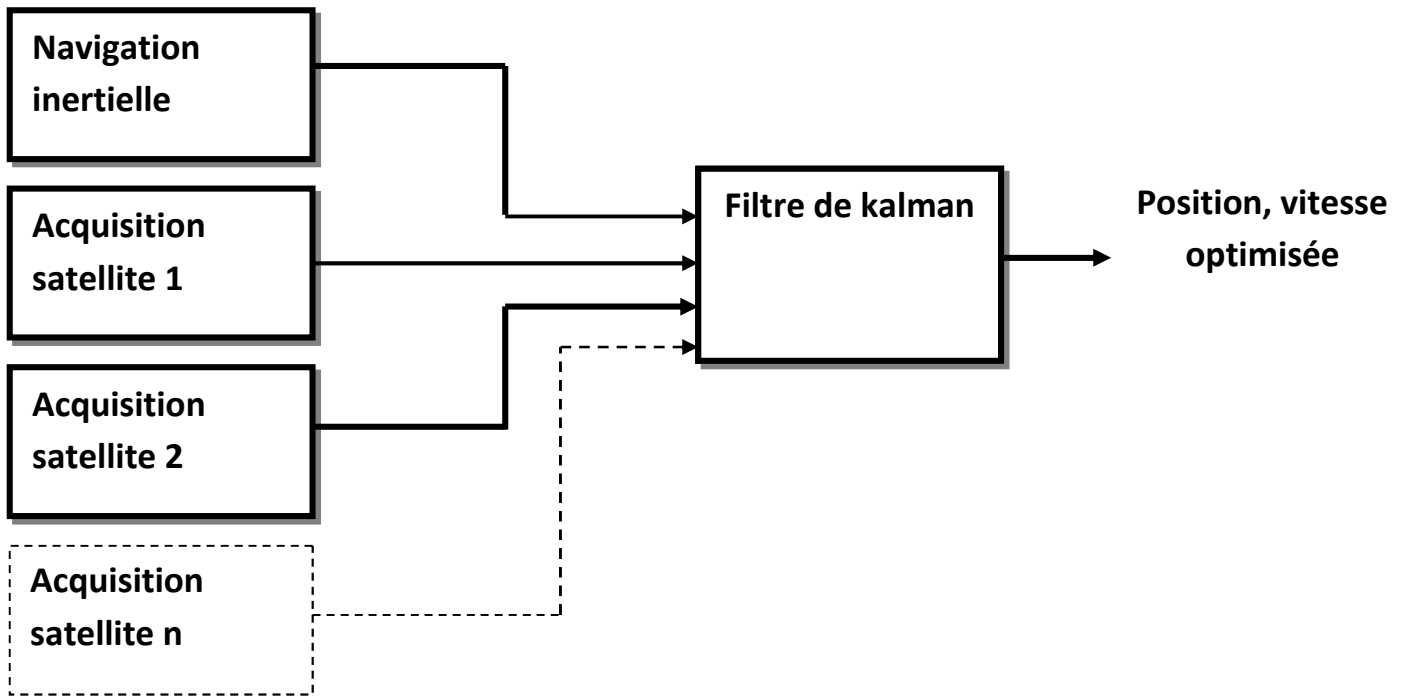 Navigation
inertielle
Acquisition
satellite 1
Acquisition
satellite 2
Acquisition
satellite n
Filtre de kalman
Position, vitesse
optimisée